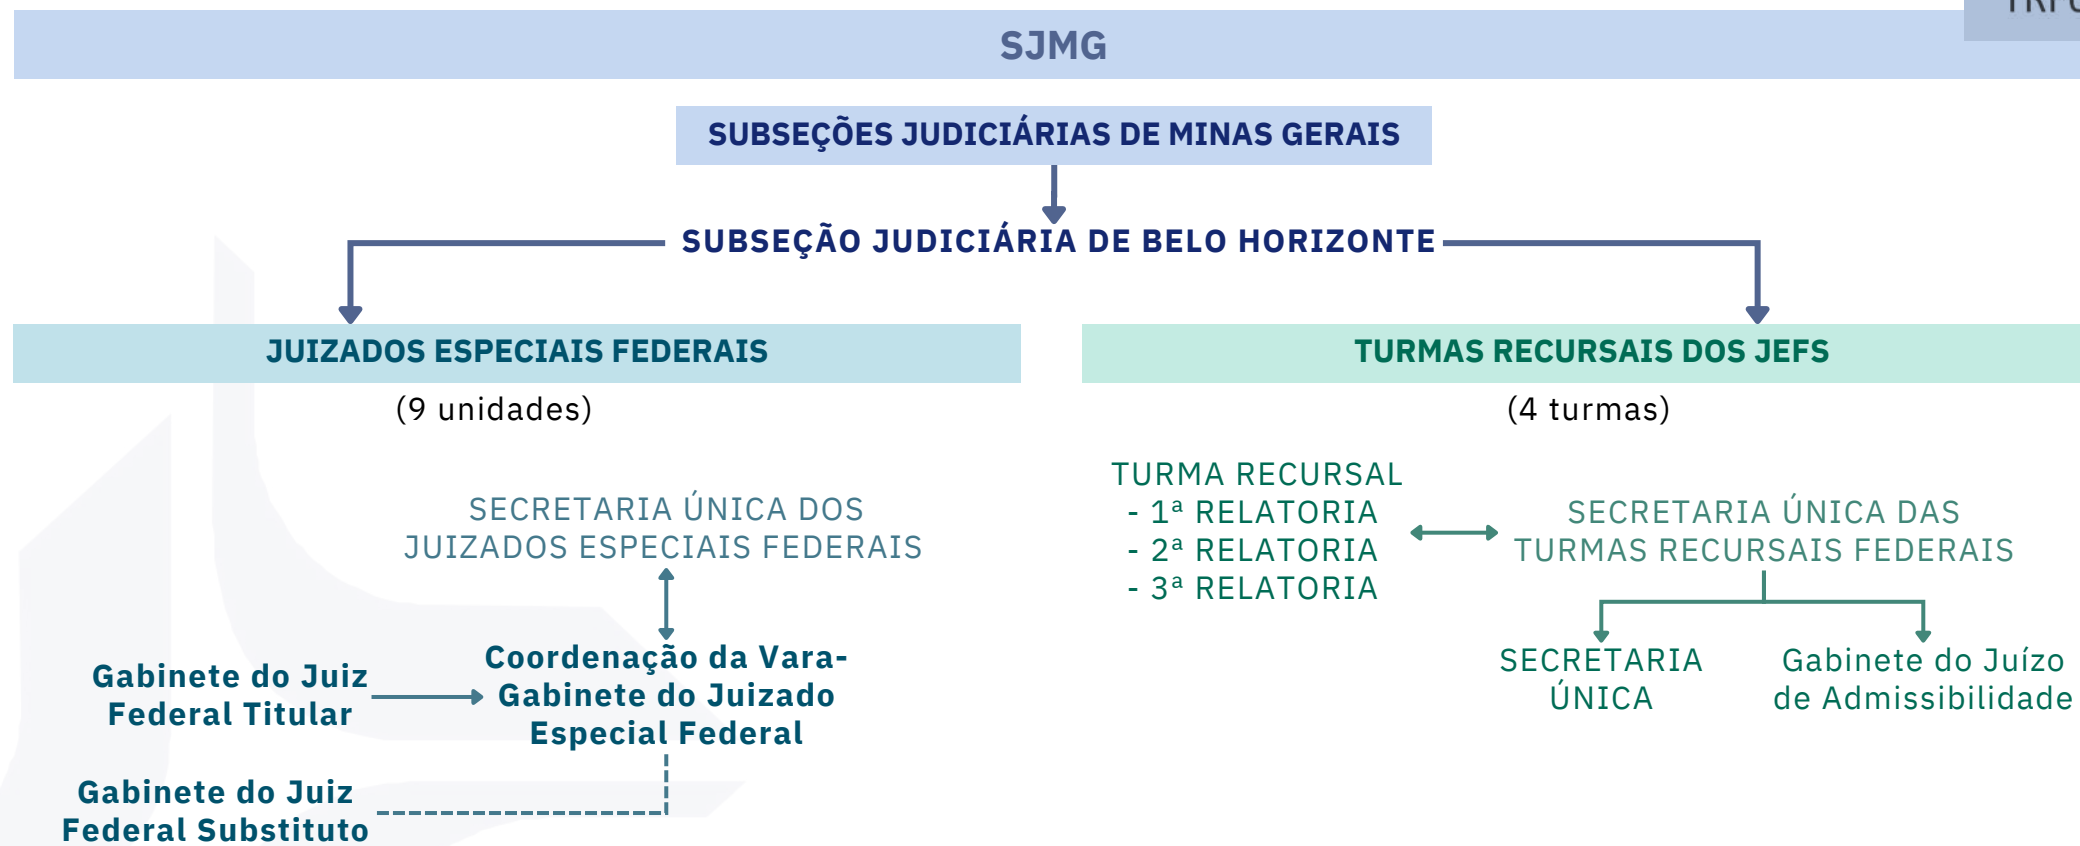 SJMG
SUBSEÇÕES JUDICIÁRIAS DE MINAS GERAIS
SUBSEÇÃO JUDICIÁRIA DE BELO HORIZONTE
JUIZADOS ESPECIAIS FEDERAIS
(9 unidades)
SECRETARIA ÚNICA DOS
JUIZADOS ESPECIAIS FEDERAIS
Gabinete do Juiz
Federal Titular
Coordenação da Vara-
Gabinete do Juizado
Especial Federal
Gabinete do Juiz
Federal Substituto
TURMAS RECURSAIS DOS JEFS
(4 turmas)
TURMA RECURSAL
- 1ª RELATORIA
- 2ª RELATORIA
- 3ª RELATORIA
SECRETARIA ÚNICA DAS
TURMAS RECURSAIS FEDERAIS
SECRETARIA
ÚNICA
Gabinete do Juízo
de Admissibilidade